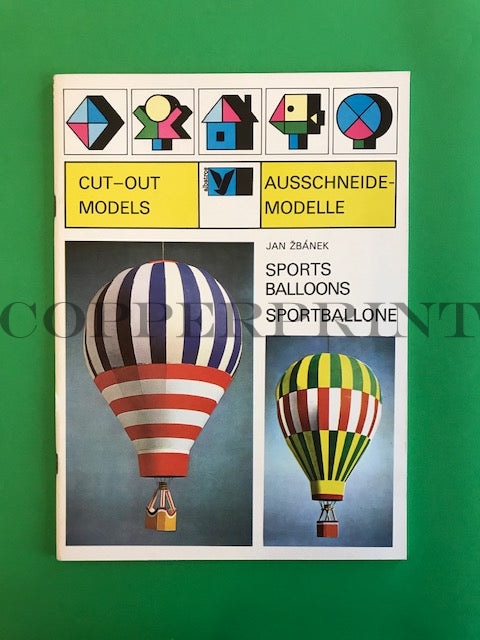 CUT–OUT
MODELS
albatros
AUSSCHNEIDE-
MODELLE
JAN ŽBÁNEK
SPORTS
BALLOONS
SPORTBALLONE
COPPERPRINT